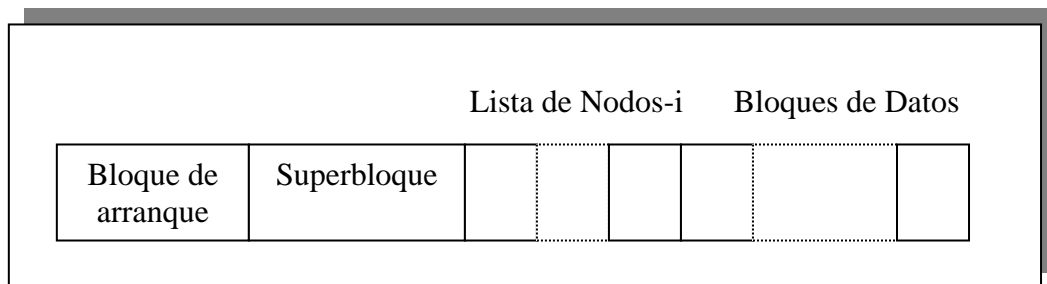 Lista de Nodos-i
Bloques de Datos
Bloque de
arranque
Superbloque